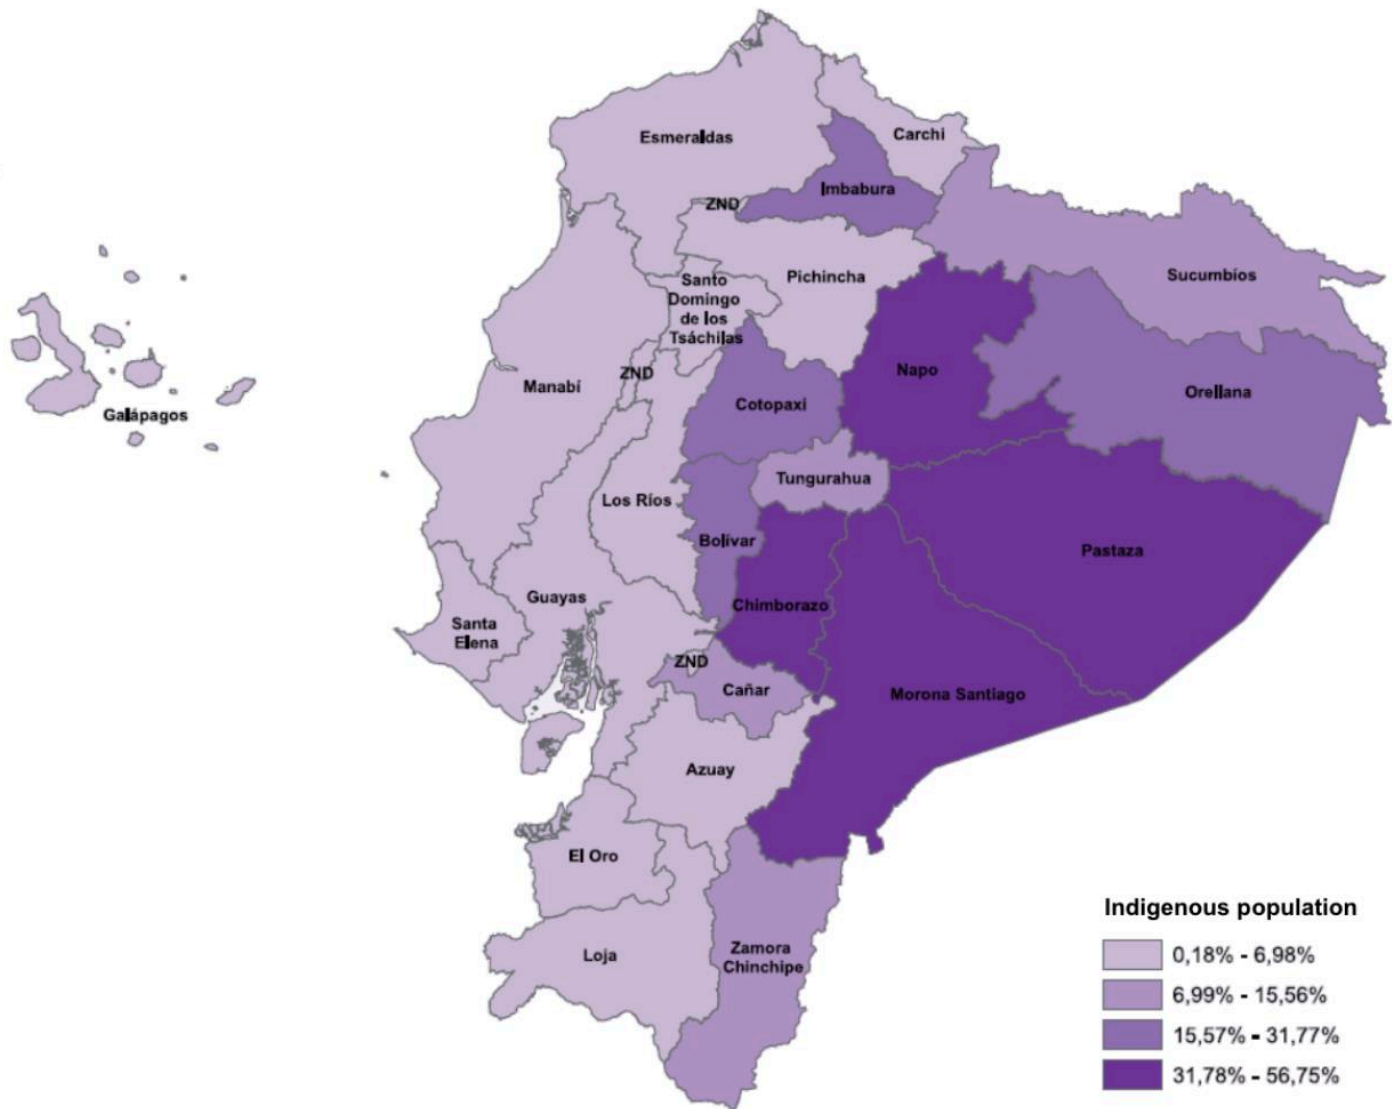 Esmeraldas
Carchi
Imbabura
ZND
Pichincha
Sucumbíos
Santo
Domingo
de los
Tsáchilas
ZND
Napo
Manabí
Orellana
Cotopaxi
Galápagos
Tungurahua
Los Ríos
Bolívar
Pastaza
Guayas
Chimborazo
Santa
Elena
ZND
Cañar
Morona Santiago
Azuay
El Oro
Loja
Zamora
Chinchipe
Indigenous population
0,18% - 6,98%
6,99% - 15,56%
15,57% - 31,77%
31,78% - 56,75%